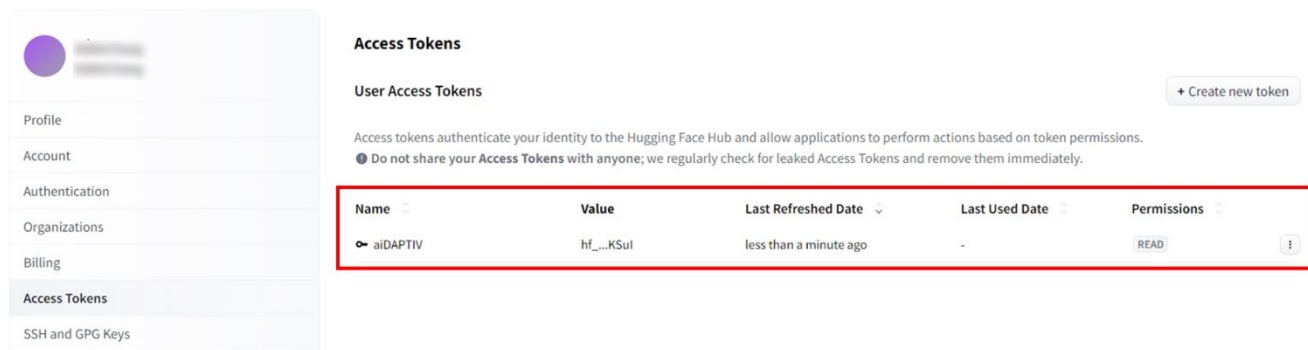 Profile
Account
Authentication
Organizations
Billing
Access Tokens
SSH and GPG Keys
Access Tokens
User Access Tokens
+ Create new token
Access tokens authenticate your identity to the Hugging Face Hub and allow applications to perform actions based on token permissions.
Do not share your Access Tokens with anyone; we regularly check for leaked Access Tokens and remove them immediately.
Name Value Last Refreshed Date Last Used Date Permissions
aiDAPTIV hf_...KSuI less than a minute ago - READ